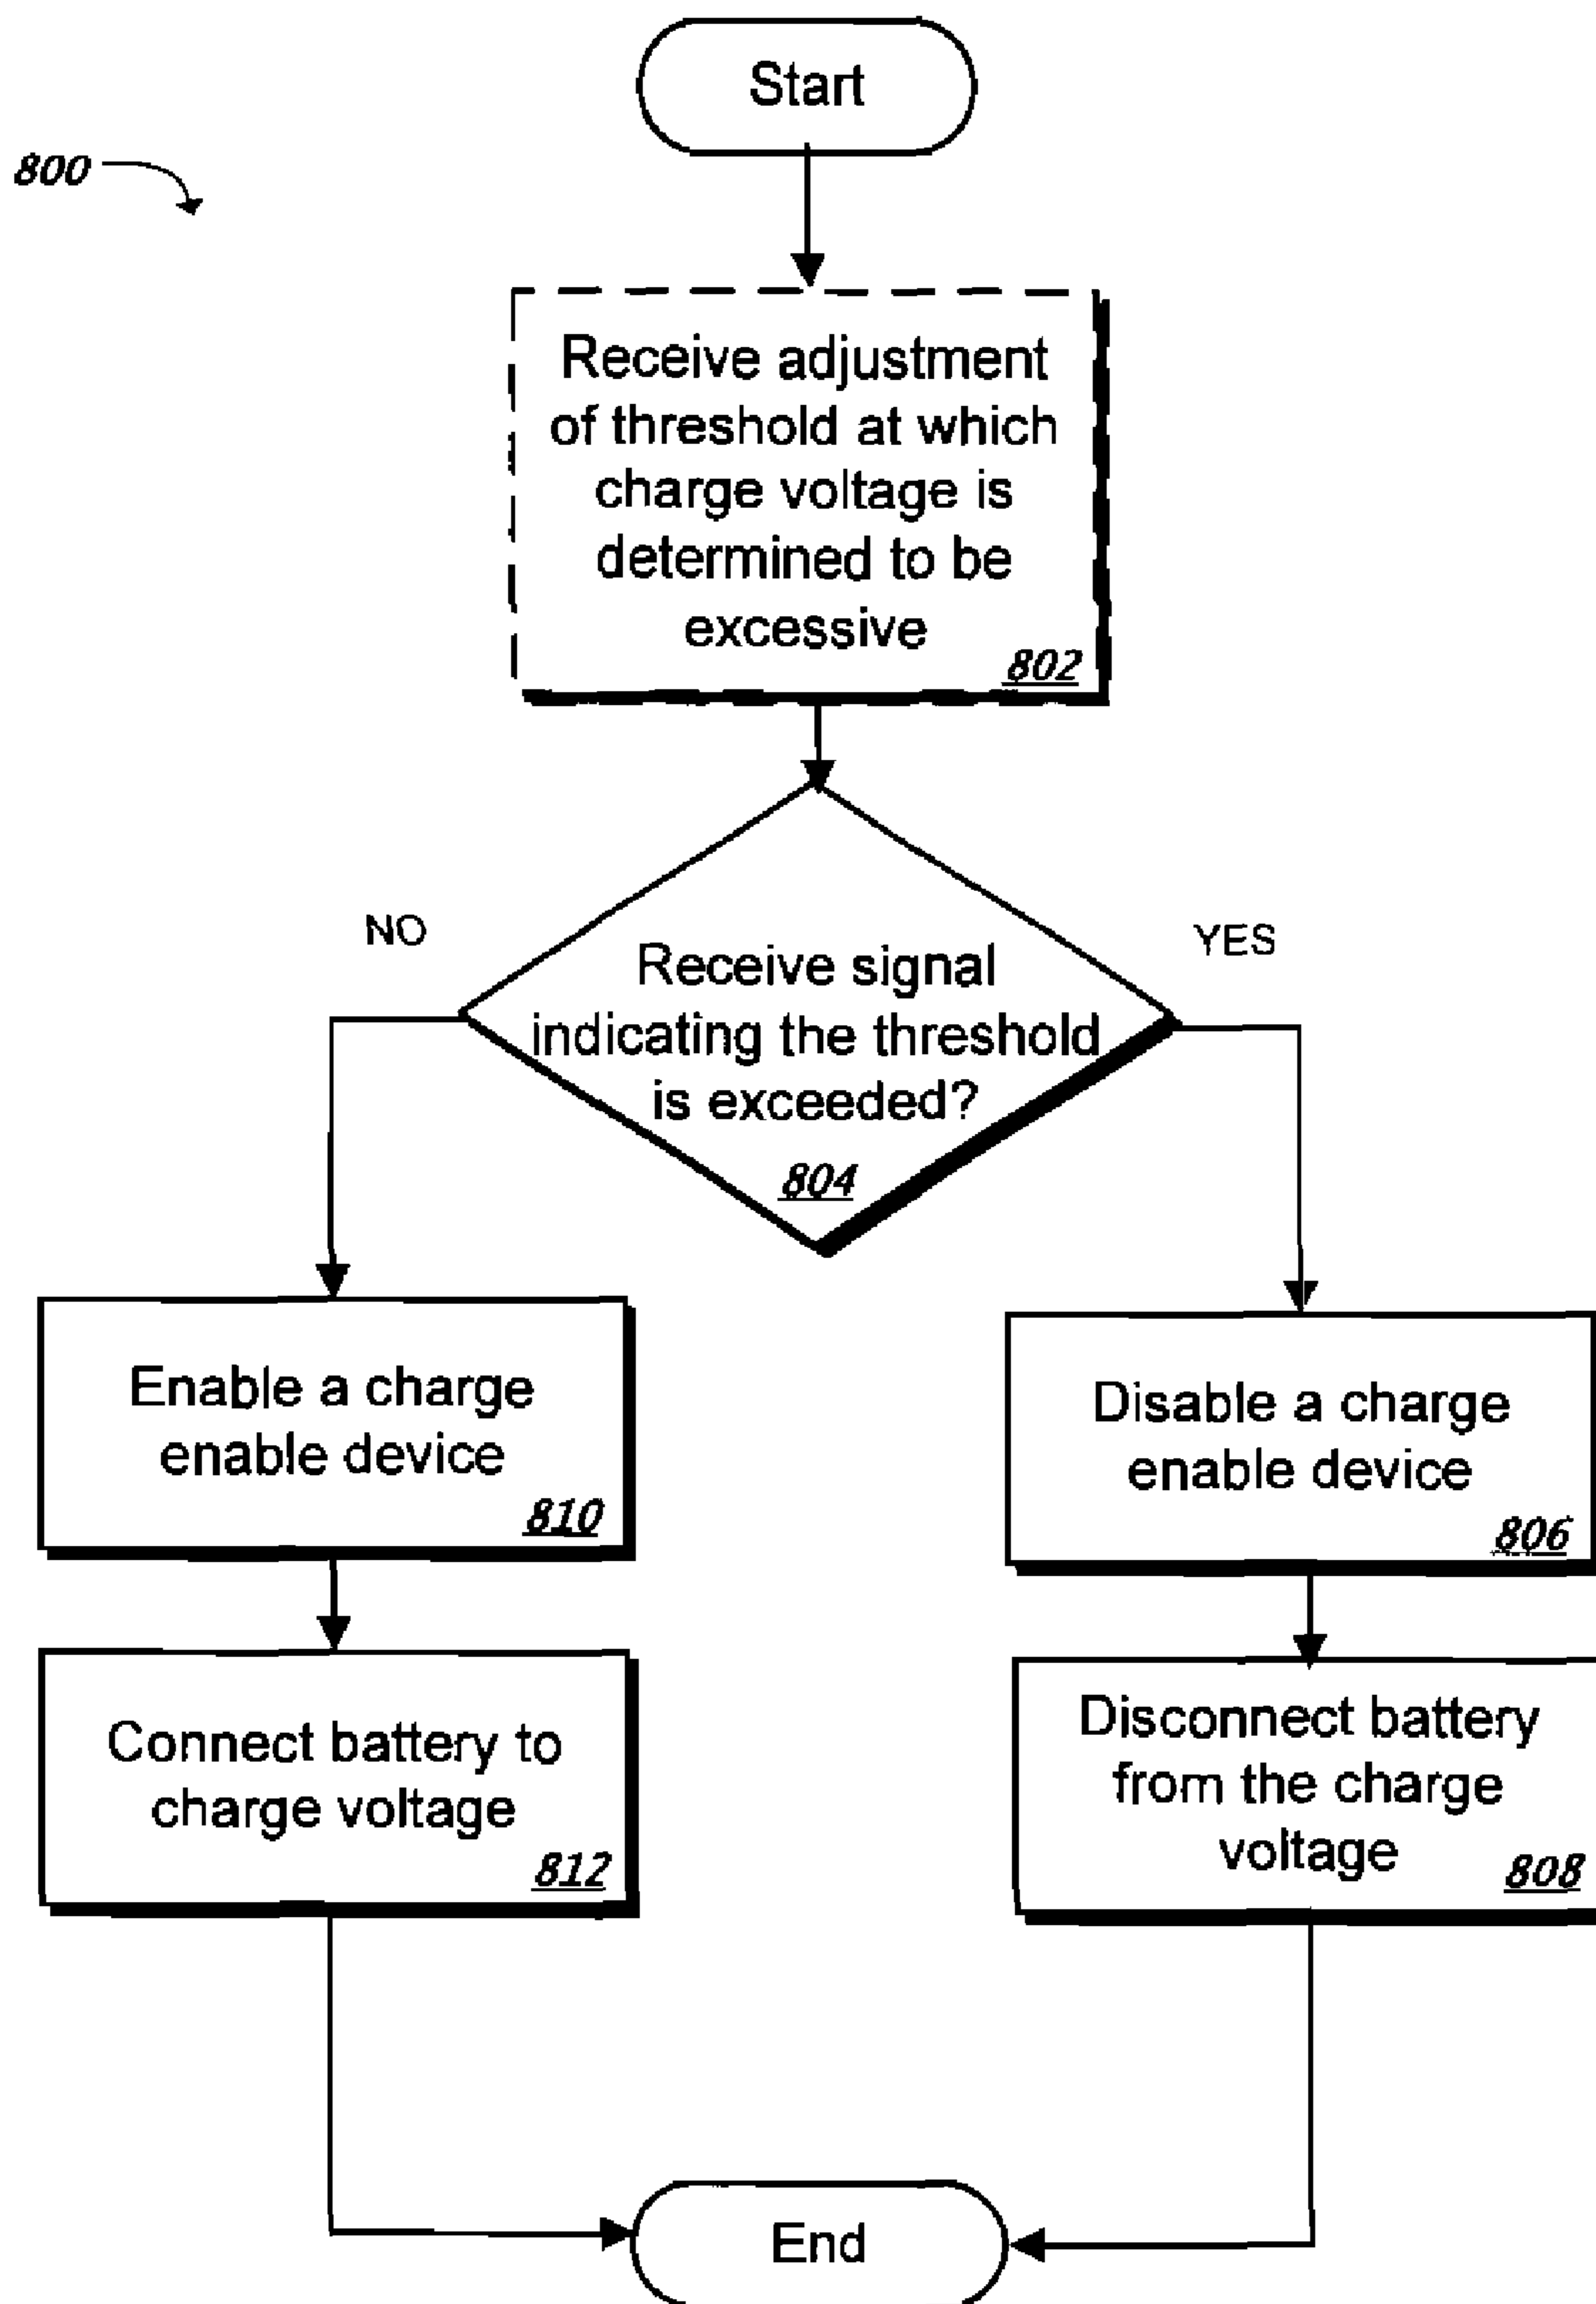 Start
800
Receive adjustment
of threshold at which
charge voltage is
determined to be
excessive
802
NO
YES
Receive signal
indicating the threshold
is exceeded?
804
Enable a charge
enable device
810
Disable a charge
enable device
806
Connect battery to
charge voltage
812
Disconnect battery
from the charge
voltage
808
End